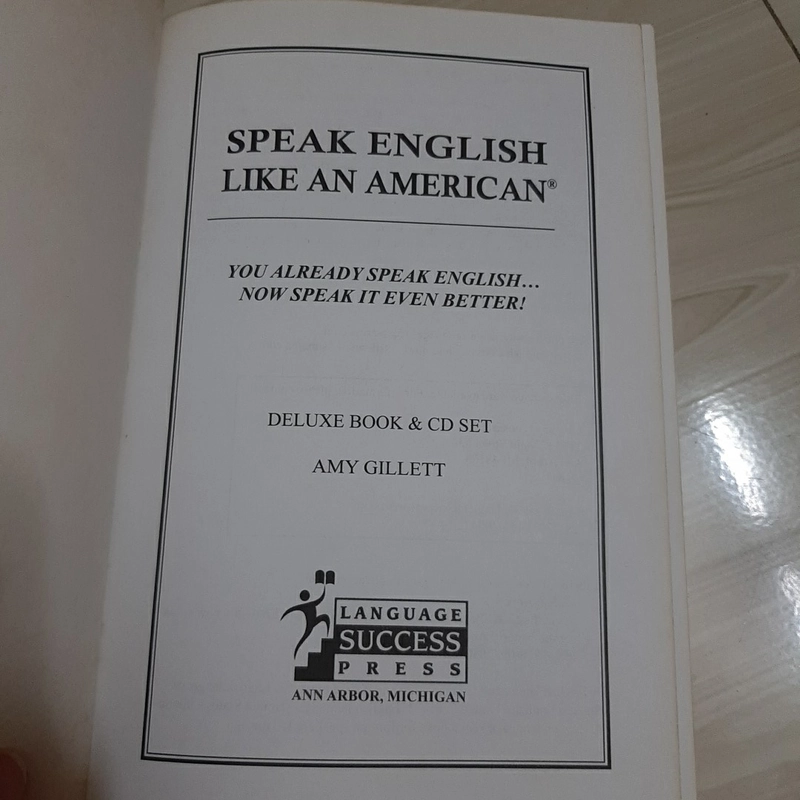 SPEAK ENGLISH
LIKE AN AMERICAN®
YOU ALREADY SPEAK ENGLISH...
NOW SPEAK IT EVEN BETTER!
DELUXE BOOK & CD SET
AMY GILLETT
LANGUAGE
SUCCESS
PRESS
ANN ARBOR, MICHIGAN